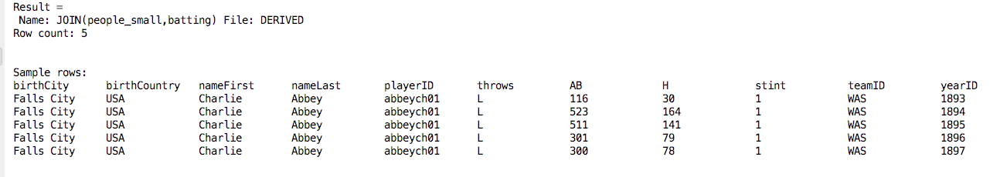 Result =
Name: JOIN(people_small,batting) File: DERIVED
Row count: 5
Sample rows:
birthCity birthCountry nameFirst nameLast playerID throws AB H stint teamID yearID
Falls City USA Charlie Abbey abbeych01 L 116 30 1 WAS 1893
Falls City USA Charlie Abbey abbeych01 L 523 164 1 WAS 1894
Falls City USA Charlie Abbey abbeych01 L 511 141 1 WAS 1895
Falls City USA Charlie Abbey abbeych01 L 301 79 1 WAS 1896
Falls City USA Charlie Abbey abbeych01 L 300 78 1 WAS 1897